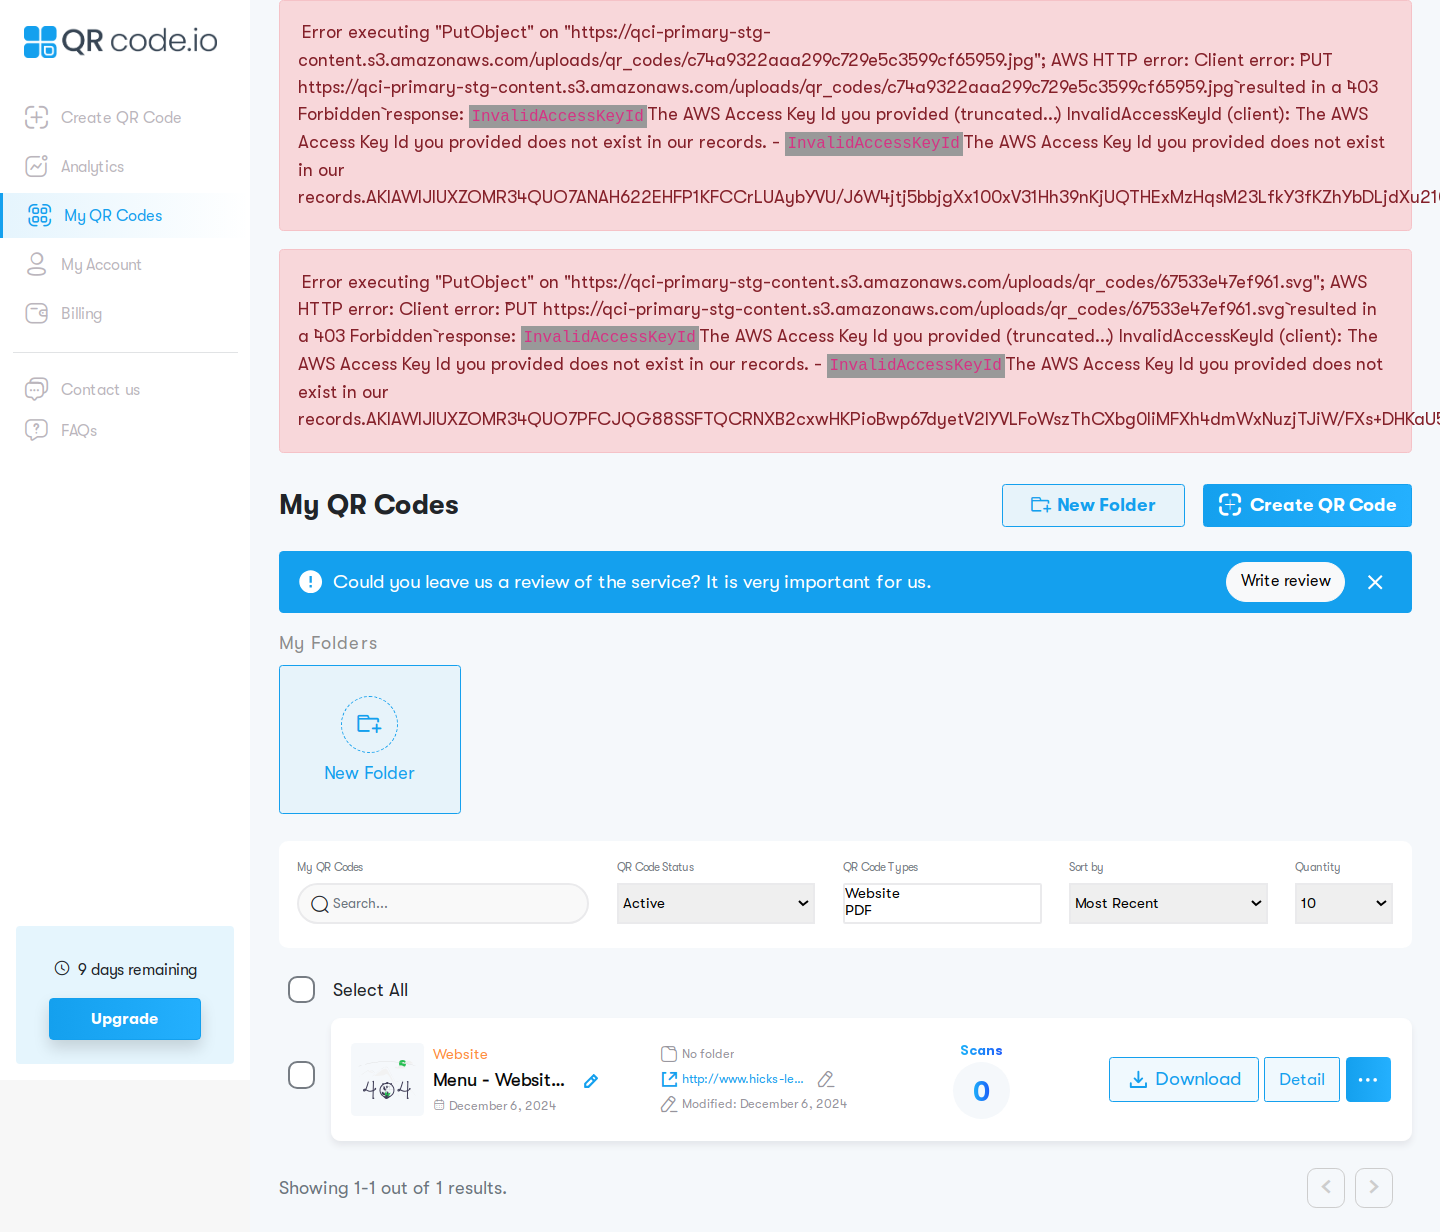 QR code.io
Create QR Code
Analytics
My QR Codes
My Account
Billing
Contact us
FAQs
9 days remaining
Upgrade
Error executing "PutObject" on "https://qci-primary-stg-
content.s3.amazonaws.com/uploads/qr_codes/c74a9322aaa299c729e5c3599cf65959.jpg"; AWS HTTP error: Client error: `PUT
https://qci-primary-stg-content.s3.amazonaws.com/uploads/qr_codes/c74a9322aaa299c729e5c3599cf65959.jpg` resulted in a `403
Forbidden` response: InvalidAccessKeyId The AWS Access Key Id you provided (truncated...) InvalidAccessKeyId (client): The AWS
Access Key Id you provided does not exist in our records. - InvalidAccessKeyId The AWS Access Key Id you provided does not exist
in our
Error executing "PutObject" on "https://qci-primary-stg-content.s3.amazonaws.com/uploads/qr_codes/67533e47ef961.svg"; AWS
HTTP error: Client error: `PUT https://qci-primary-stg-content.s3.amazonaws.com/uploads/qr_codes/67533e47ef961.svg` resulted in
a `403 Forbidden` response: InvalidAccessKeyId The AWS Access Key Id you provided (truncated...) InvalidAccessKeyId (client): The
AWS Access Key Id you provided does not exist in our records. - InvalidAccessKeyId The AWS Access Key Id you provided does not
exist in our
My QR Codes
New Folder
Create QR Code
Could you leave us a review of the service? It is very important for us.
Write review
My Folders
New Folder
My QR Codes
Search...
QR Code Status
Active
QR Code Types
Website
PDF
Sort by
Most Recent
Quantity
10
Select All
404
Website
Menu - Websit...
December 6, 2024
No folder
http://www.hicks-le...
Modified: December 6, 2024
Scans
0
Download
Detail
Showing 1-1 out of 1 results.